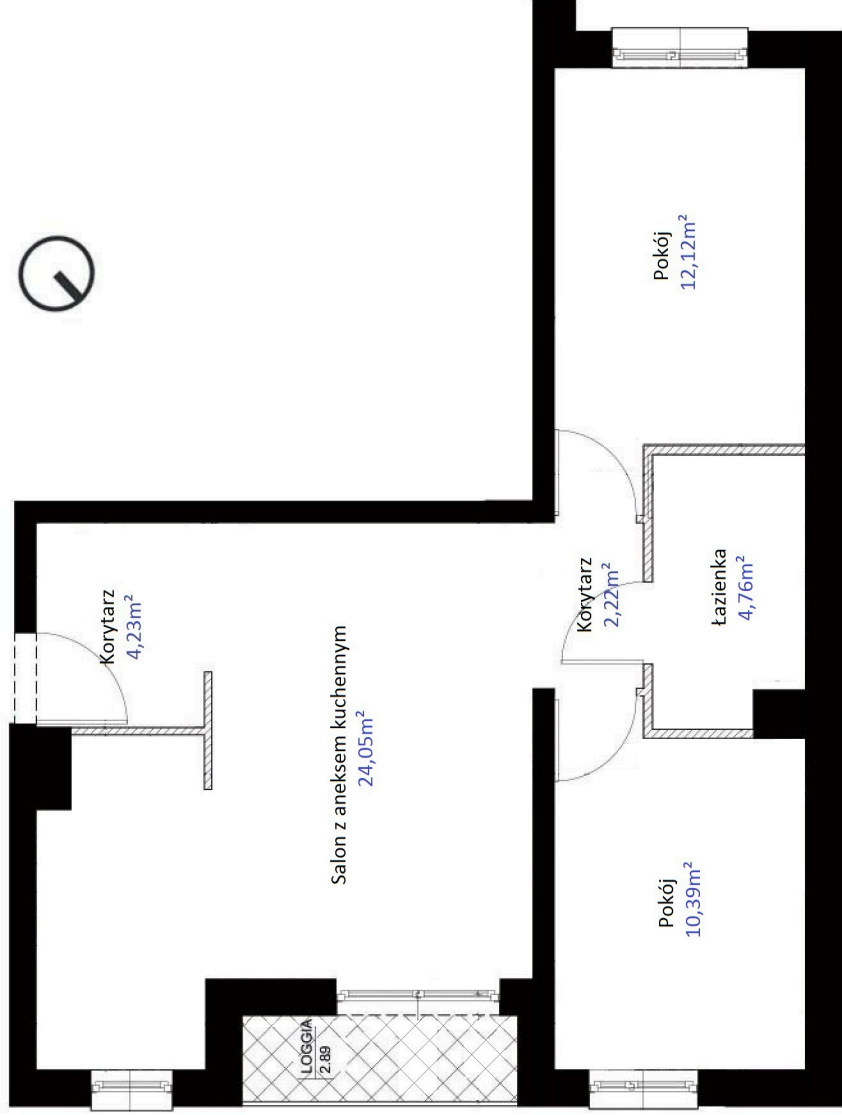 Pokój
12,12m²
Korytarz
4,23m²
Korytarz
2,22m²
Łazienka
4,76m²
Salon z aneksem kuchennym
24,05m²
Pokój
10,39m²
LOGGIA
2.89